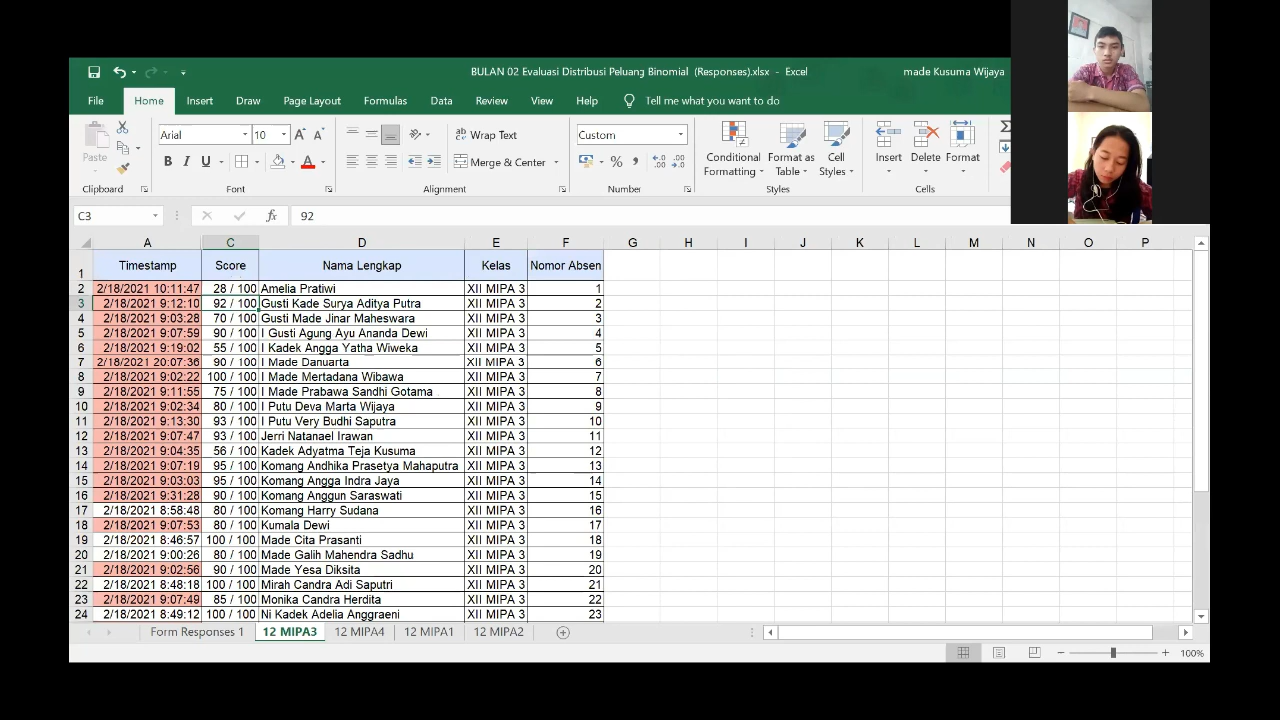 BULAN 02 Evaluasi Distribusi Peluang Binomial (Responses).xlsx - Excel made Kusuma Wijaya
File Home Insert Draw Page Layout Formulas Data Review View Help Tell me what you want to do
Paste Arial 10 Wrap Text Custom
B I U Merge & Center % Conditional Formatting Format as Table Cell Styles Insert Delete Format
Clipboard Font Alignment Number Styles Cells
C3 fx 92
A C D E F G H I J K L M N O P
1 Timestamp Score Nama Lengkap Kelas Nomor Absen
2 2/18/2021 10:11:47 28 / 100 Amelia Pratiwi XII MIPA 3 1
3 2/18/2021 9:12:10 92 / 100 Gusti Kade Surya Aditya Putra XII MIPA 3 2
4 2/18/2021 9:03:28 70 / 100 Gusti Made Jinar Maheswara XII MIPA 3 3
5 2/18/2021 9:07:59 90 / 100 I Gusti Agung Ayu Ananda Dewi XII MIPA 3 4
6 2/18/2021 9:19:02 55 / 100 I Kadek Angga Yatha Wiweka XII MIPA 3 5
7 2/18/2021 20:07:36 90 / 100 I Made Danuarta XII MIPA 3 6
8 2/18/2021 9:02:22 100 / 100 I Made Mertadana Wibawa XII MIPA 3 7
9 2/18/2021 9:11:55 75 / 100 I Made Prabawa Sandhi Gotama XII MIPA 3 8
10 2/18/2021 9:02:34 80 / 100 I Putu Deva Marta Wijaya XII MIPA 3 9
11 2/18/2021 9:13:30 93 / 100 I Putu Very Budhi Saputra XII MIPA 3 10
12 2/18/2021 9:07:47 93 / 100 Jerri Natanael Irawan XII MIPA 3 11
13 2/18/2021 9:04:35 56 / 100 Kadek Adyatma Teja Kusuma XII MIPA 3 12
14 2/18/2021 9:07:19 95 / 100 Komang Andhika Prasetya Mahaputra XII MIPA 3 13
15 2/18/2021 9:03:03 95 / 100 Komang Angga Indra Jaya XII MIPA 3 14
16 2/18/2021 9:31:28 90 / 100 Komang Anggun Saraswati XII MIPA 3 15
17 2/18/2021 8:58:48 80 / 100 Komang Harry Sudana XII MIPA 3 16
18 2/18/2021 9:07:53 80 / 100 Kumala Dewi XII MIPA 3 17
19 2/18/2021 8:46:57 100 / 100 Made Cita Prasanti XII MIPA 3 18
20 2/18/2021 9:00:26 80 / 100 Made Galih Mahendra Sadhu XII MIPA 3 19
21 2/18/2021 9:02:56 90 / 100 Made Yesa Diksita XII MIPA 3 20
22 2/18/2021 8:48:18 100 / 100 Mirah Candra Adi Saputri XII MIPA 3 21
23 2/18/2021 9:07:49 85 / 100 Monika Candra Herdita XII MIPA 3 22
24 2/18/2021 8:49:12 100 / 100 Ni Kadek Adelia Anggraeni XII MIPA 3 23
Form Responses 1 12 MIPA3 12 MIPA4 12 MIPA1 12 MIPA2
100%